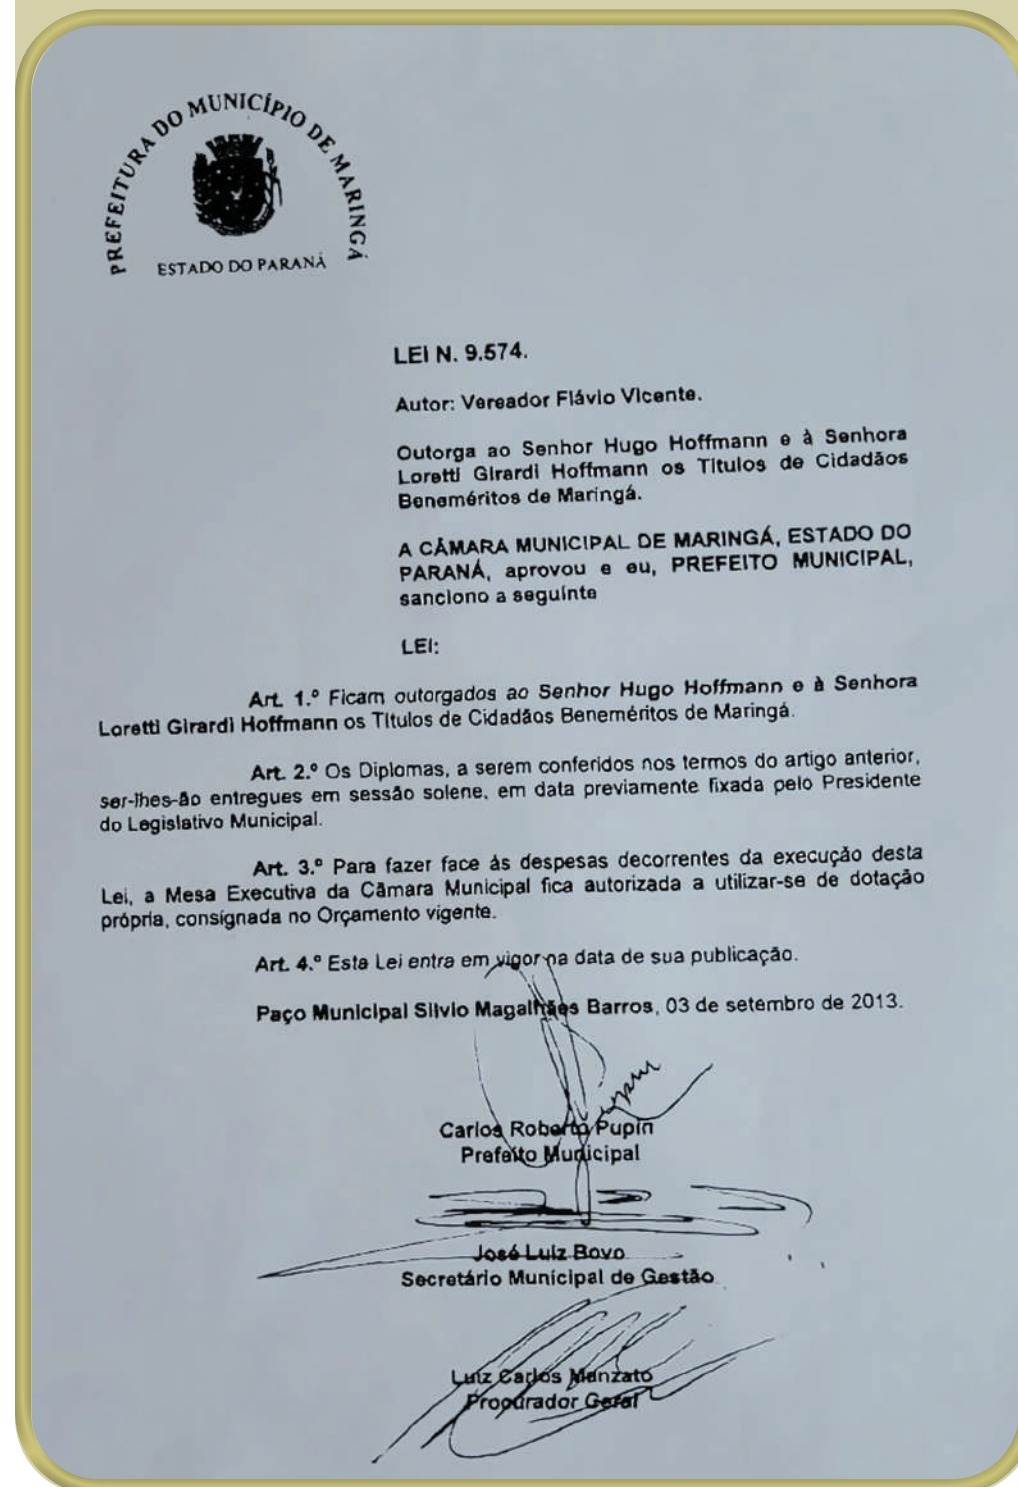 PREFEITURA DO MUNICÍPIO DE MARINGÁ
ESTADO DO PARANÁ
LEI N. 9.574.
Autor: Vereador Flávio Vicente.
Outorga ao Senhor Hugo Hoffmann e à Senhora
Loretti Girardi Hoffmann os Títulos de Cidadãos
Beneméritos de Maringá.
A CÂMARA MUNICIPAL DE MARINGÁ, ESTADO DO
PARANÁ, aprovou e eu, PREFEITO MUNICIPAL,
sanciono a seguinte
LEI:
Art. 1.º Ficam outorgados ao Senhor Hugo Hoffmann e à Senhora
Loretti Girardi Hoffmann os Títulos de Cidadãos Beneméritos de Maringá.
Art. 2.º Os Diplomas, a serem conferidos nos termos do artigo anterior,
ser-lhes-ão entregues em sessão solene, em data previamente fixada pelo Presidente
do Legislativo Municipal.
Art. 3.º Para fazer face às despesas decorrentes da execução desta
Lei, a Mesa Executiva da Câmara Municipal fica autorizada a utilizar-se de dotação
própria, consignada no Orçamento vigente.
Art. 4.º Esta Lei entra em vigor na data de sua publicação.
Paço Municipal Silvio Magalhães Barros, 03 de setembro de 2013.
Carlos Roberto Pupin
Prefeito Municipal
José Luiz Bovo
Secretário Municipal de Gestão
Luiz Carlos Manzato
Procurador Geral